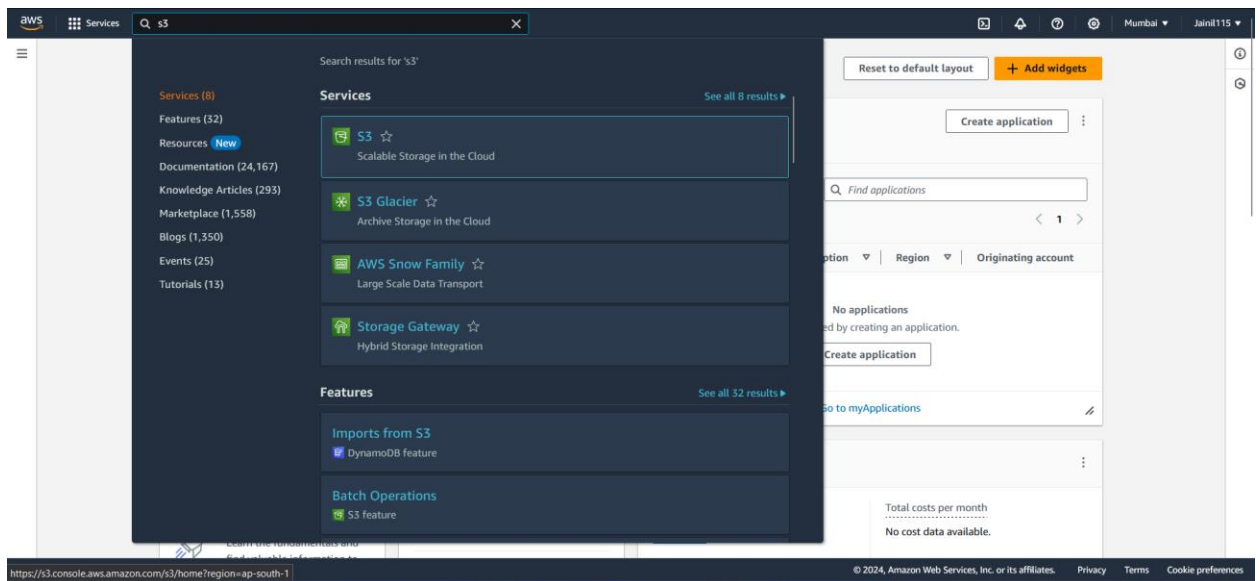 aws
Services
s3
Mumbai
Jainil115
Search results for 's3'
Services (8)
Features (32)
Resources New
Documentation (24,167)
Knowledge Articles (293)
Marketplace (1,558)
Blogs (1,350)
Events (25)
Tutorials (13)
Services
See all 8 results
S3
Scalable Storage in the Cloud
S3 Glacier
Archive Storage in the Cloud
AWS Snow Family
Large Scale Data Transport
Storage Gateway
Hybrid Storage Integration
Features
See all 32 results
Imports from S3
DynamoDB feature
Batch Operations
S3 feature
Reset to default layout
+ Add widgets
Create application
Find applications
1
Region
Originating account
No applications
by creating an application.
Create application
Go to myApplications
Total costs per month
No cost data available.
Learn the fundamentals and
https://s3.console.aws.amazon.com/s3/home?region=ap-south-1
© 2024, Amazon Web Services, Inc. or its affiliates.
Privacy
Terms
Cookie preferences